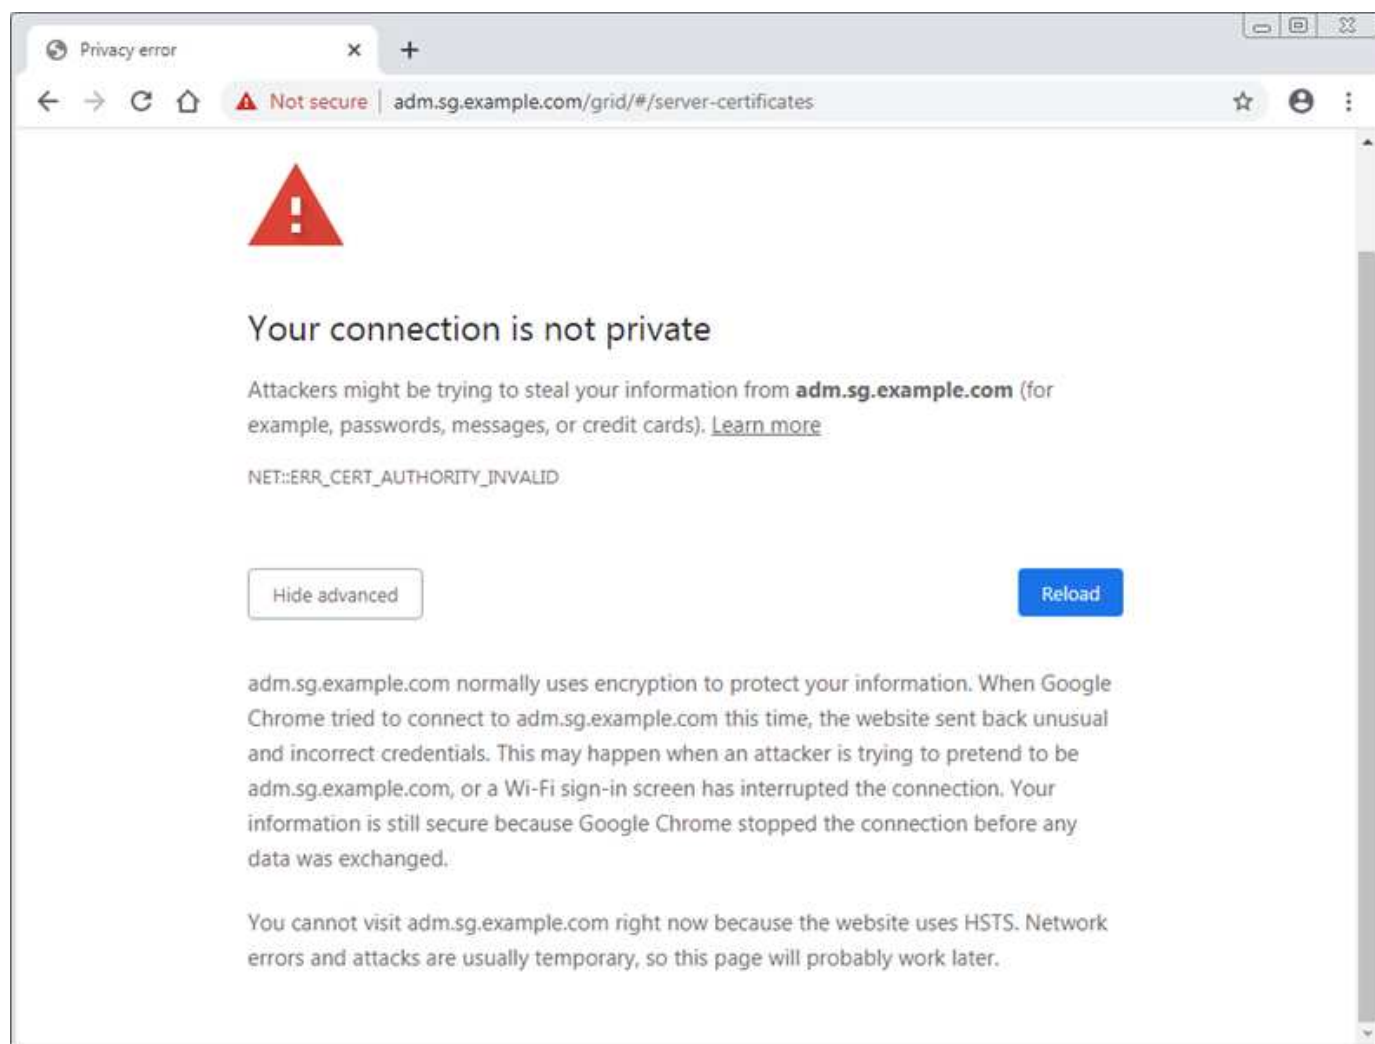 Privacy error
Not secure
adm.sg.example.com/grid/#/server-certificates
Your connection is not private
Attackers might be trying to steal your information from adm.sg.example.com (for
example, passwords, messages, or credit cards). Learn more
NET::ERR_CERT_AUTHORITY_INVALID
Hide advanced
Reload
adm.sg.example.com normally uses encryption to protect your information. When Google
Chrome tried to connect to adm.sg.example.com this time, the website sent back unusual
and incorrect credentials. This may happen when an attacker is trying to pretend to be
adm.sg.example.com, or a Wi-Fi sign-in screen has interrupted the connection. Your
information is still secure because Google Chrome stopped the connection before any
data was exchanged.
You cannot visit adm.sg.example.com right now because the website uses HSTS. Network
errors and attacks are usually temporary, so this page will probably work later.